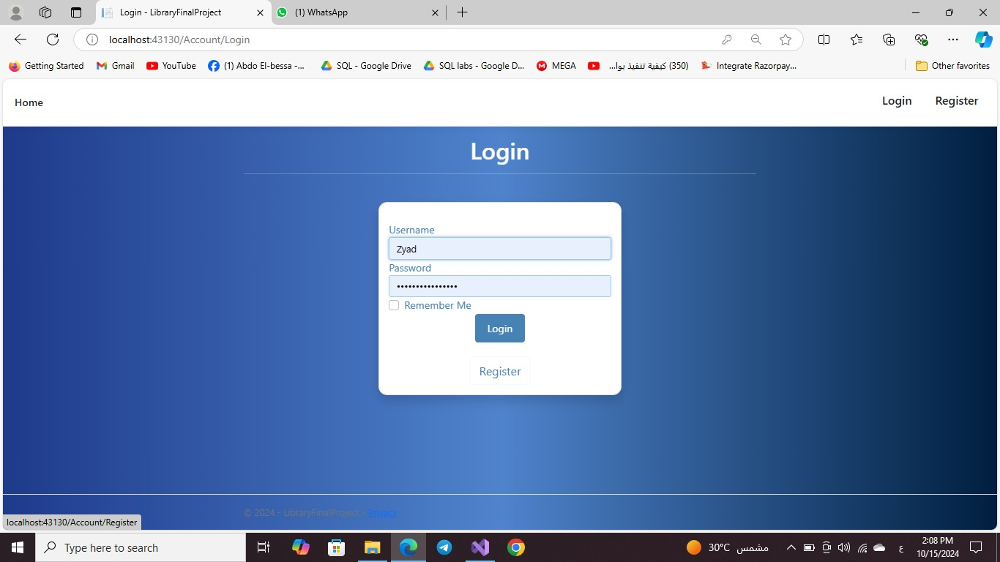 Login - LibraryFinalProject
(1) WhatsApp
localhost:43130/Account/Login
Getting Started
Gmail
YouTube
(1) Abdo El-bessa -...
SQL - Google Drive
SQL labs - Google D...
MEGA
(350) كيفية تنفيذ بوا...
Integrate Razorpay...
Other favorites
Home
Login
Register
Login
Username
Zyad
Password
••••••••••••••••
Remember Me
Login
Register
© 2024 - LibraryFinalProject - Privacy
localhost:43130/Account/Register
Type here to search
30°C مشمس
ع
2:08 PM
10/15/2024